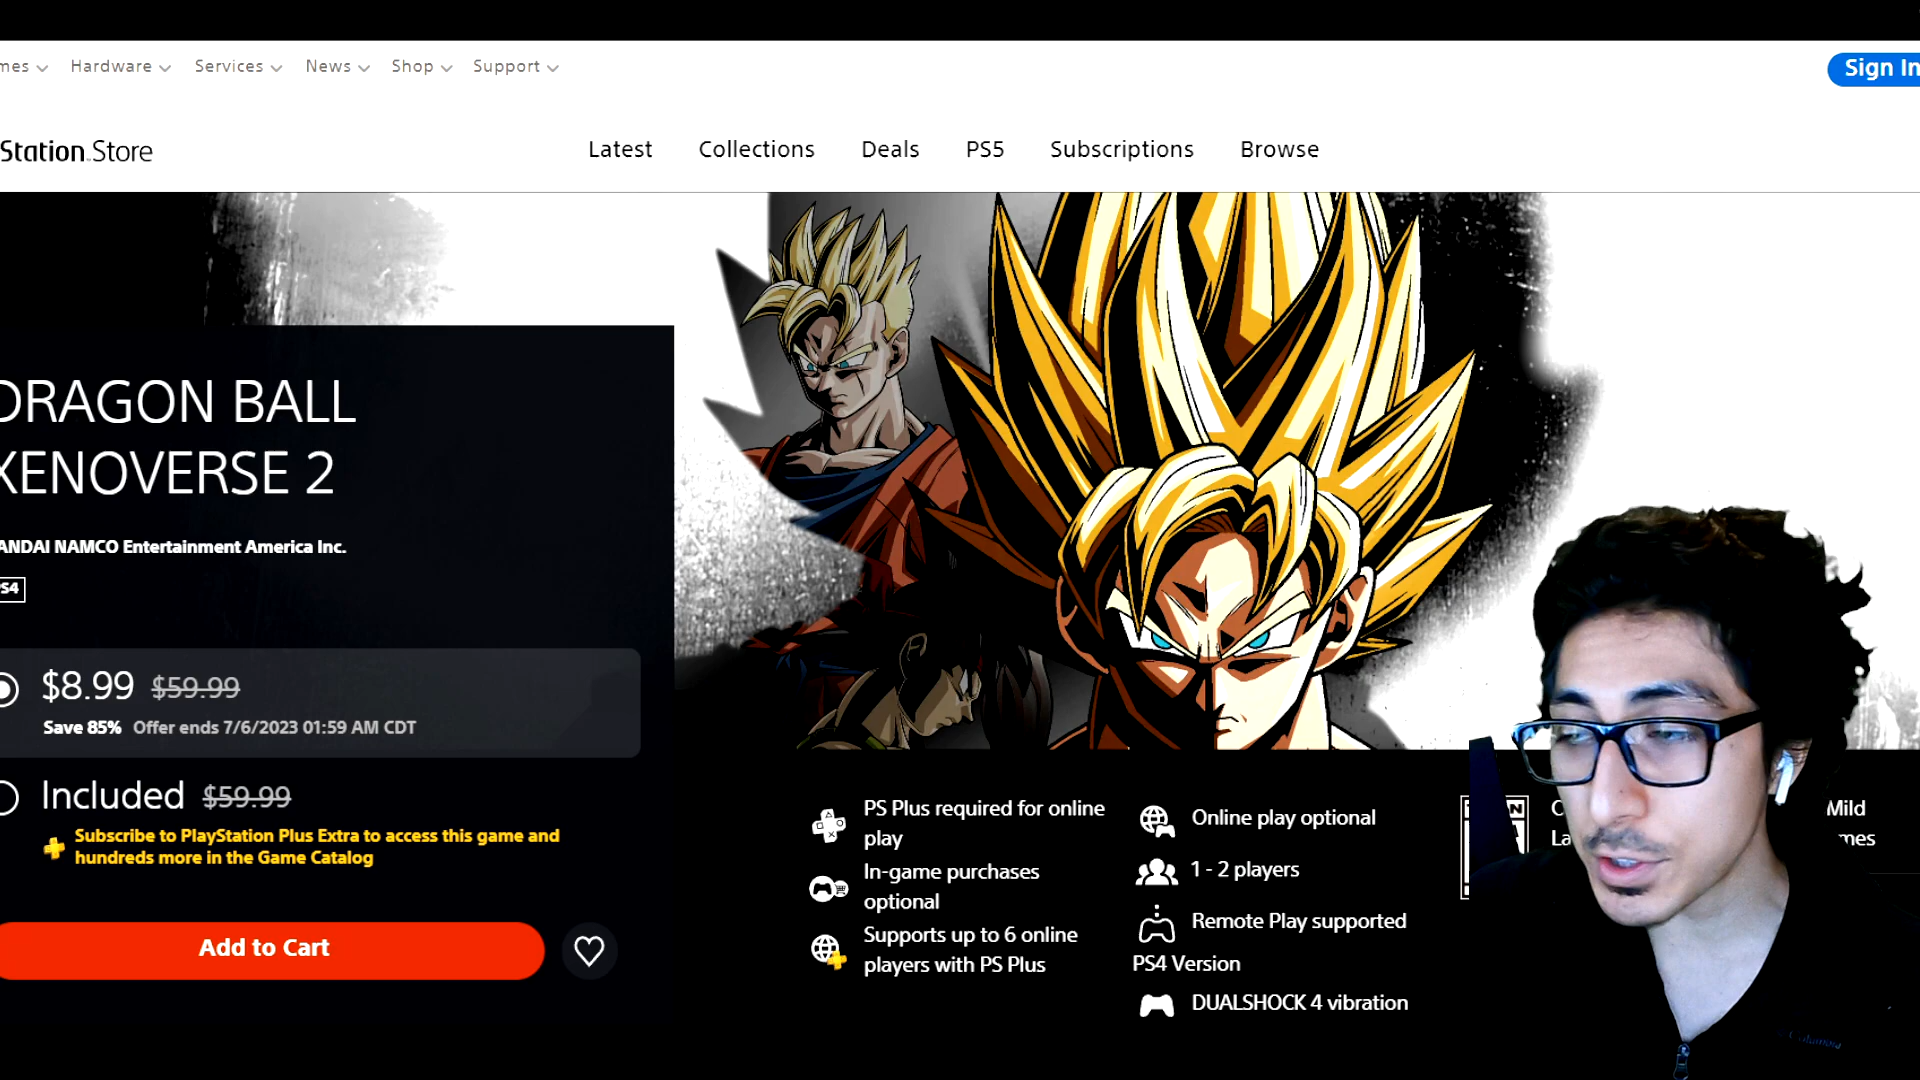 mes
Hardware
Services
News
Shop
Support
Sign In
Station Store
Latest
Collections
Deals
PS5
Subscriptions
Browse
DRAGON BALL
XENOVERSE 2
ANDAI NAMCO Entertainment America Inc.
PS4
$8.99 $59.99
Save 85% Offer ends 7/6/2023 01:59 AM CDT
Included $59.99
Subscribe to PlayStation Plus Extra to access this game and
hundreds more in the Game Catalog
Add to Cart
PS Plus required for online
play
In-game purchases
optional
Supports up to 6 online
players with PS Plus
Online play optional
1 - 2 players
Remote Play supported
PS4 Version
DUALSHOCK 4 vibration
Mild